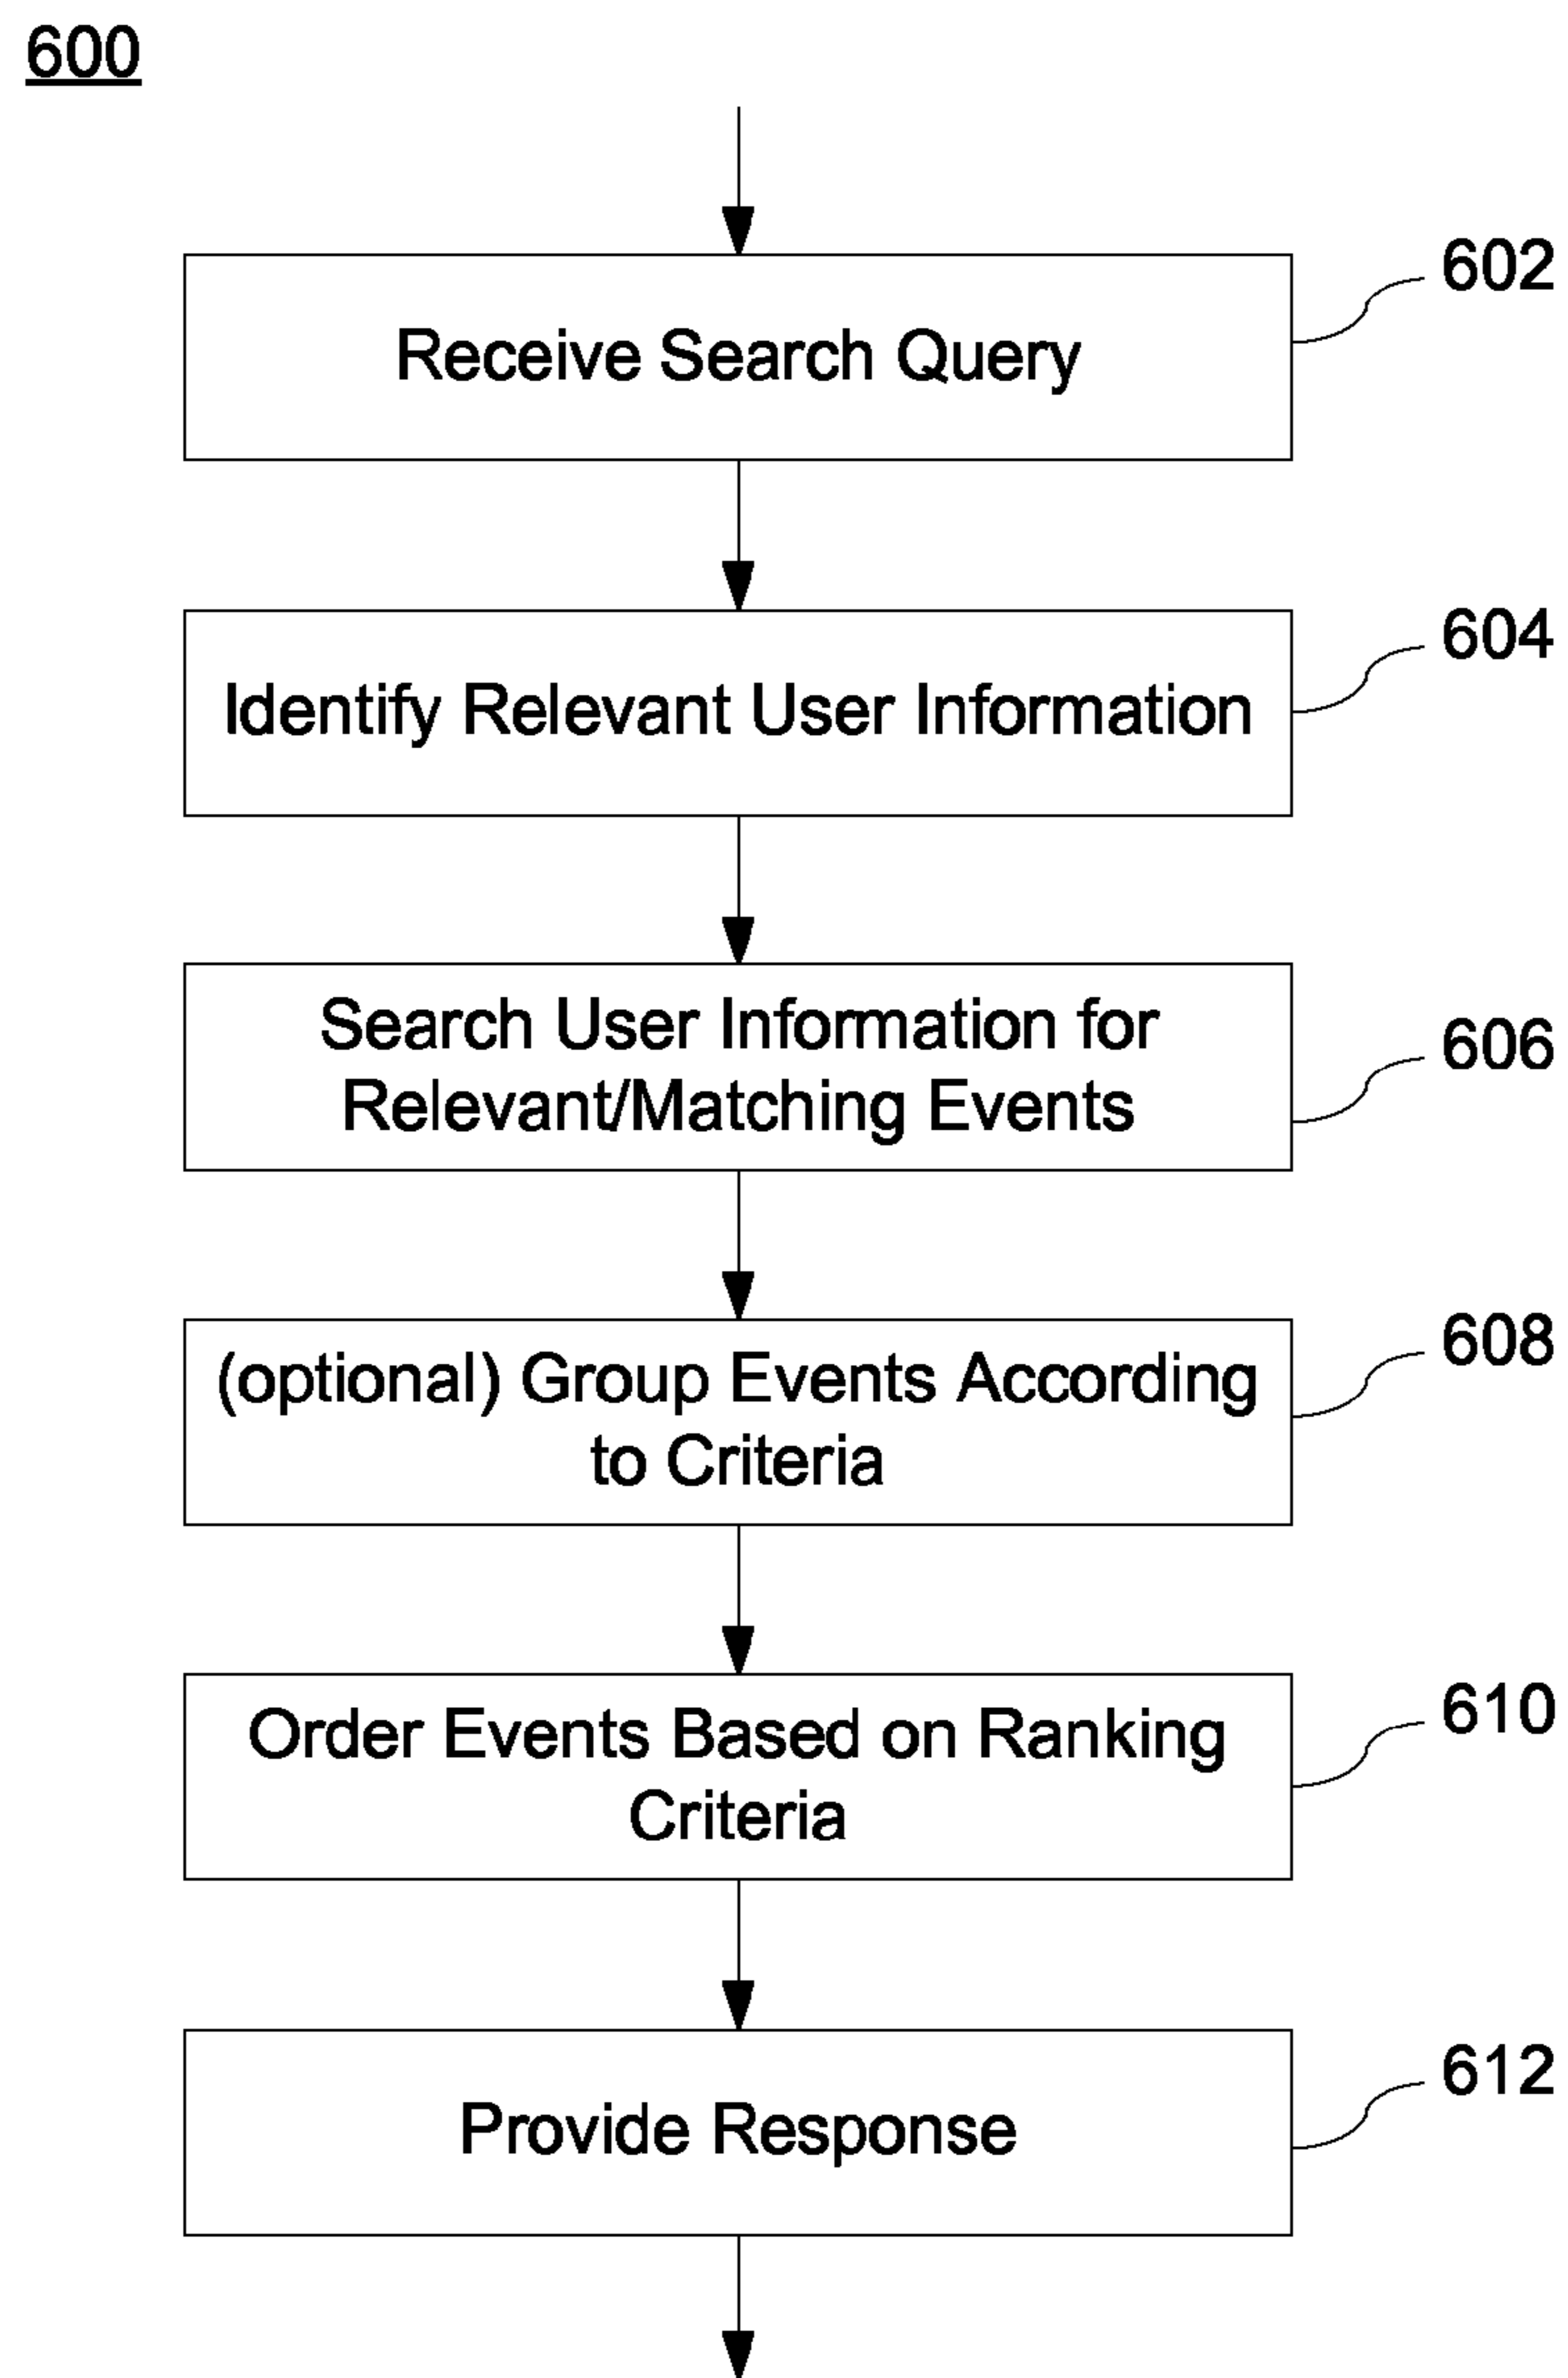 600
602
Receive Search Query
604
Identify Relevant User Information
606
Search User Information for
Relevant/Matching Events
608
(optional) Group Events According
to Criteria
610
Order Events Based on Ranking
Criteria
612
Provide Response